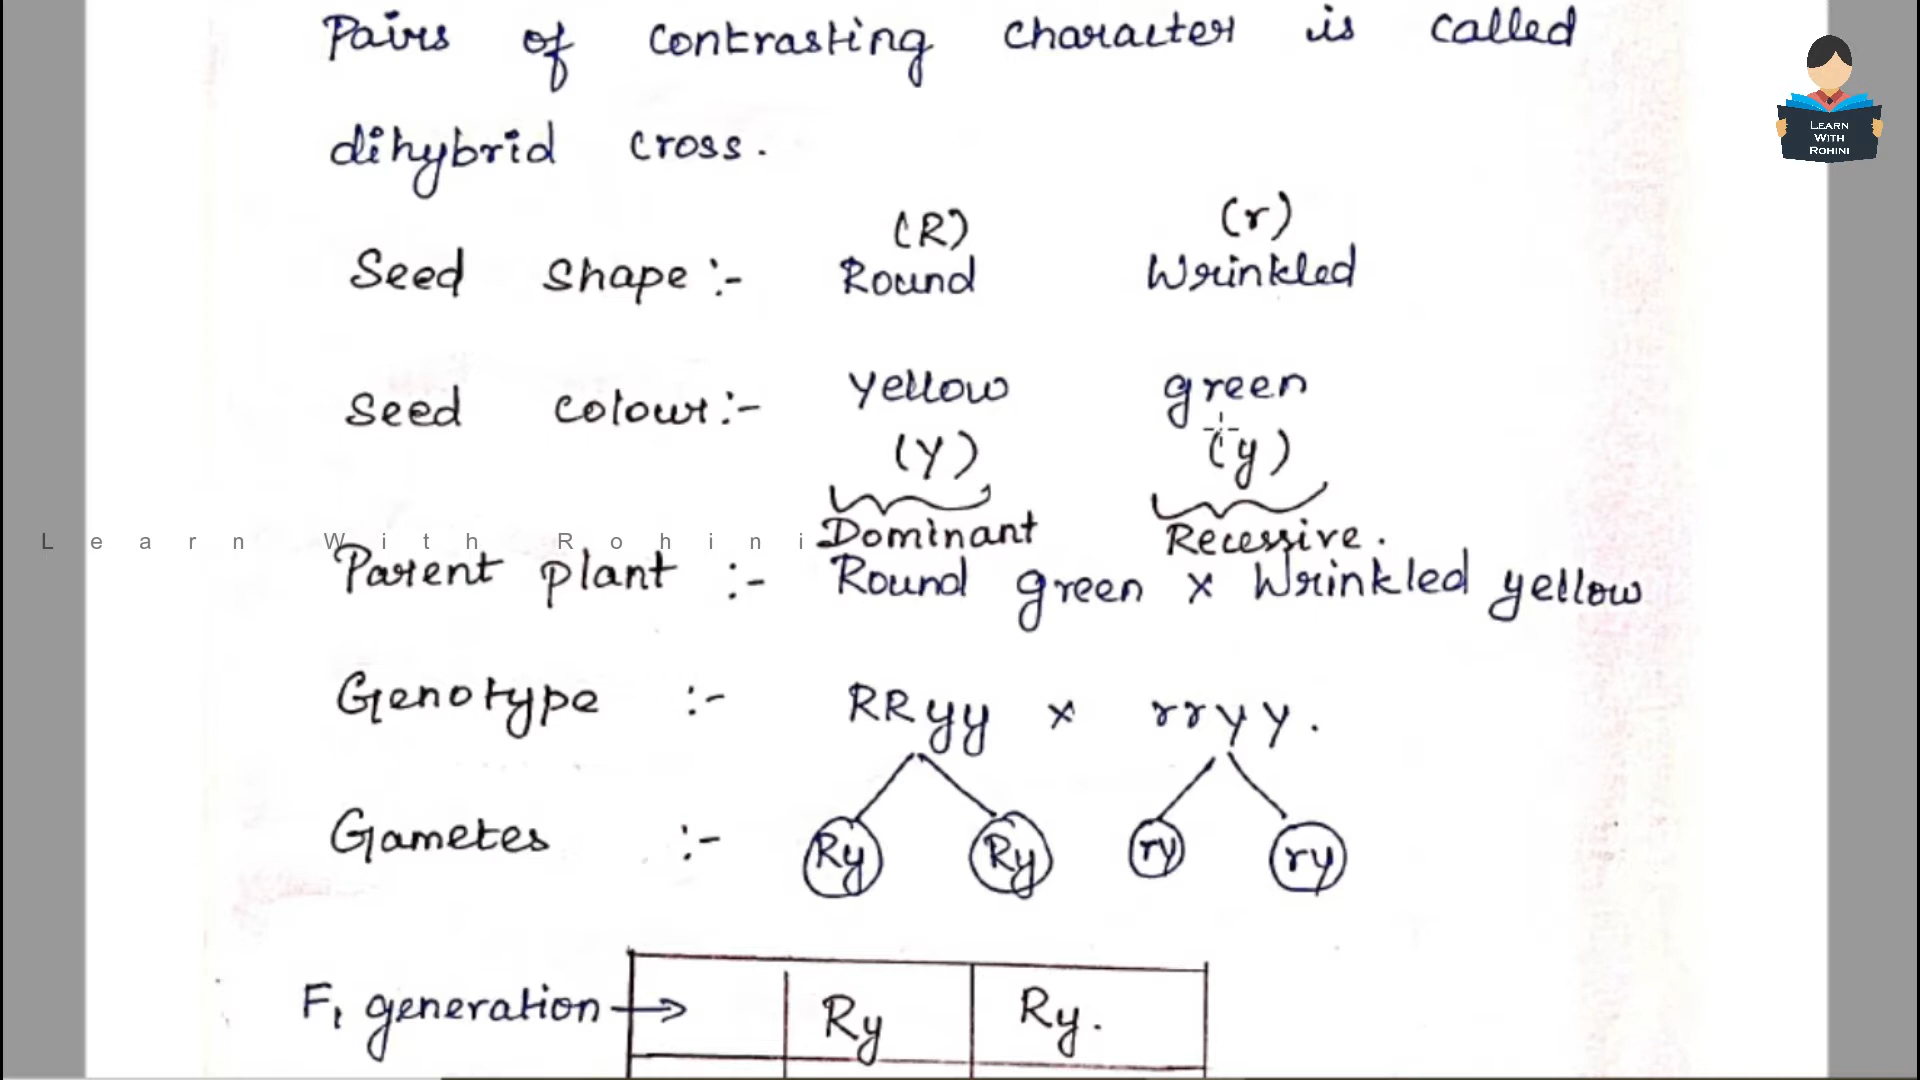 Pairs of contrasting character is called
LEARN
WITH
ROHINI
dihybrid cross.
(R) (r)
Seed Shape :- Round Wrinkled
Seed colour :- Yellow green
(Y) (y)
Dominant Recessive.
Learn With Rohini
Parent plant :- Round green x Wrinkled yellow
Genotype :- RRyy x rrYY.
Gametes :- Ry Ry rY rY
F1 generation → Ry Ry.